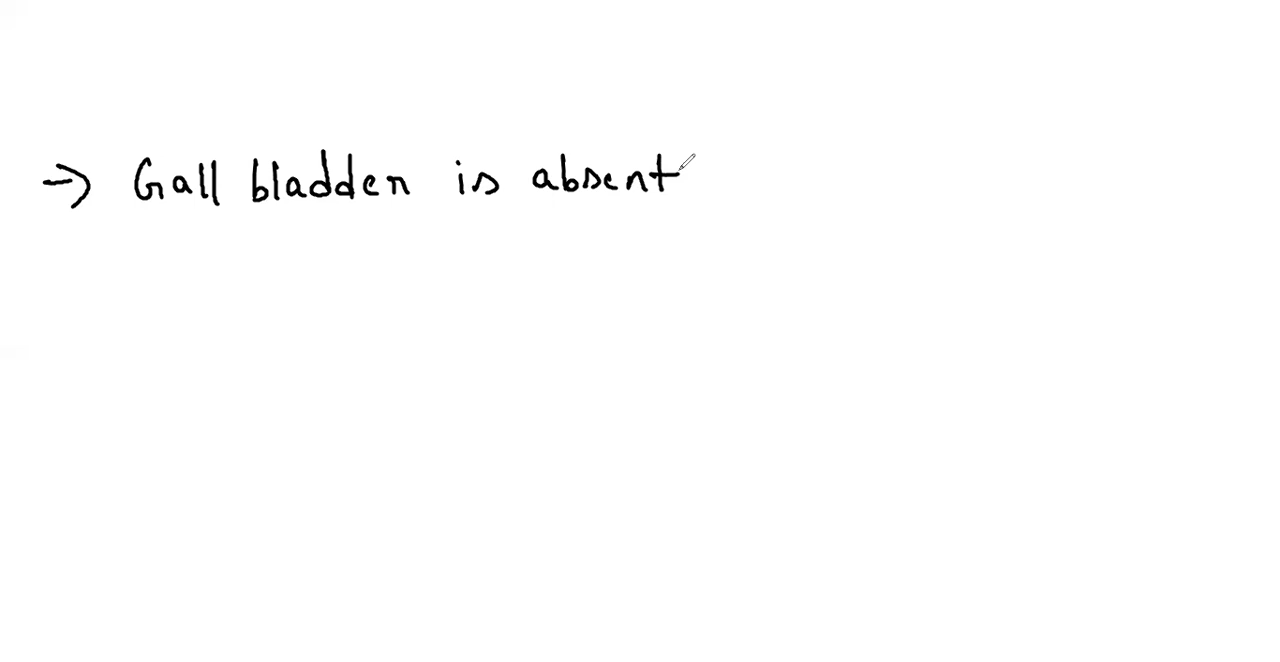 → Gall bladder is absent